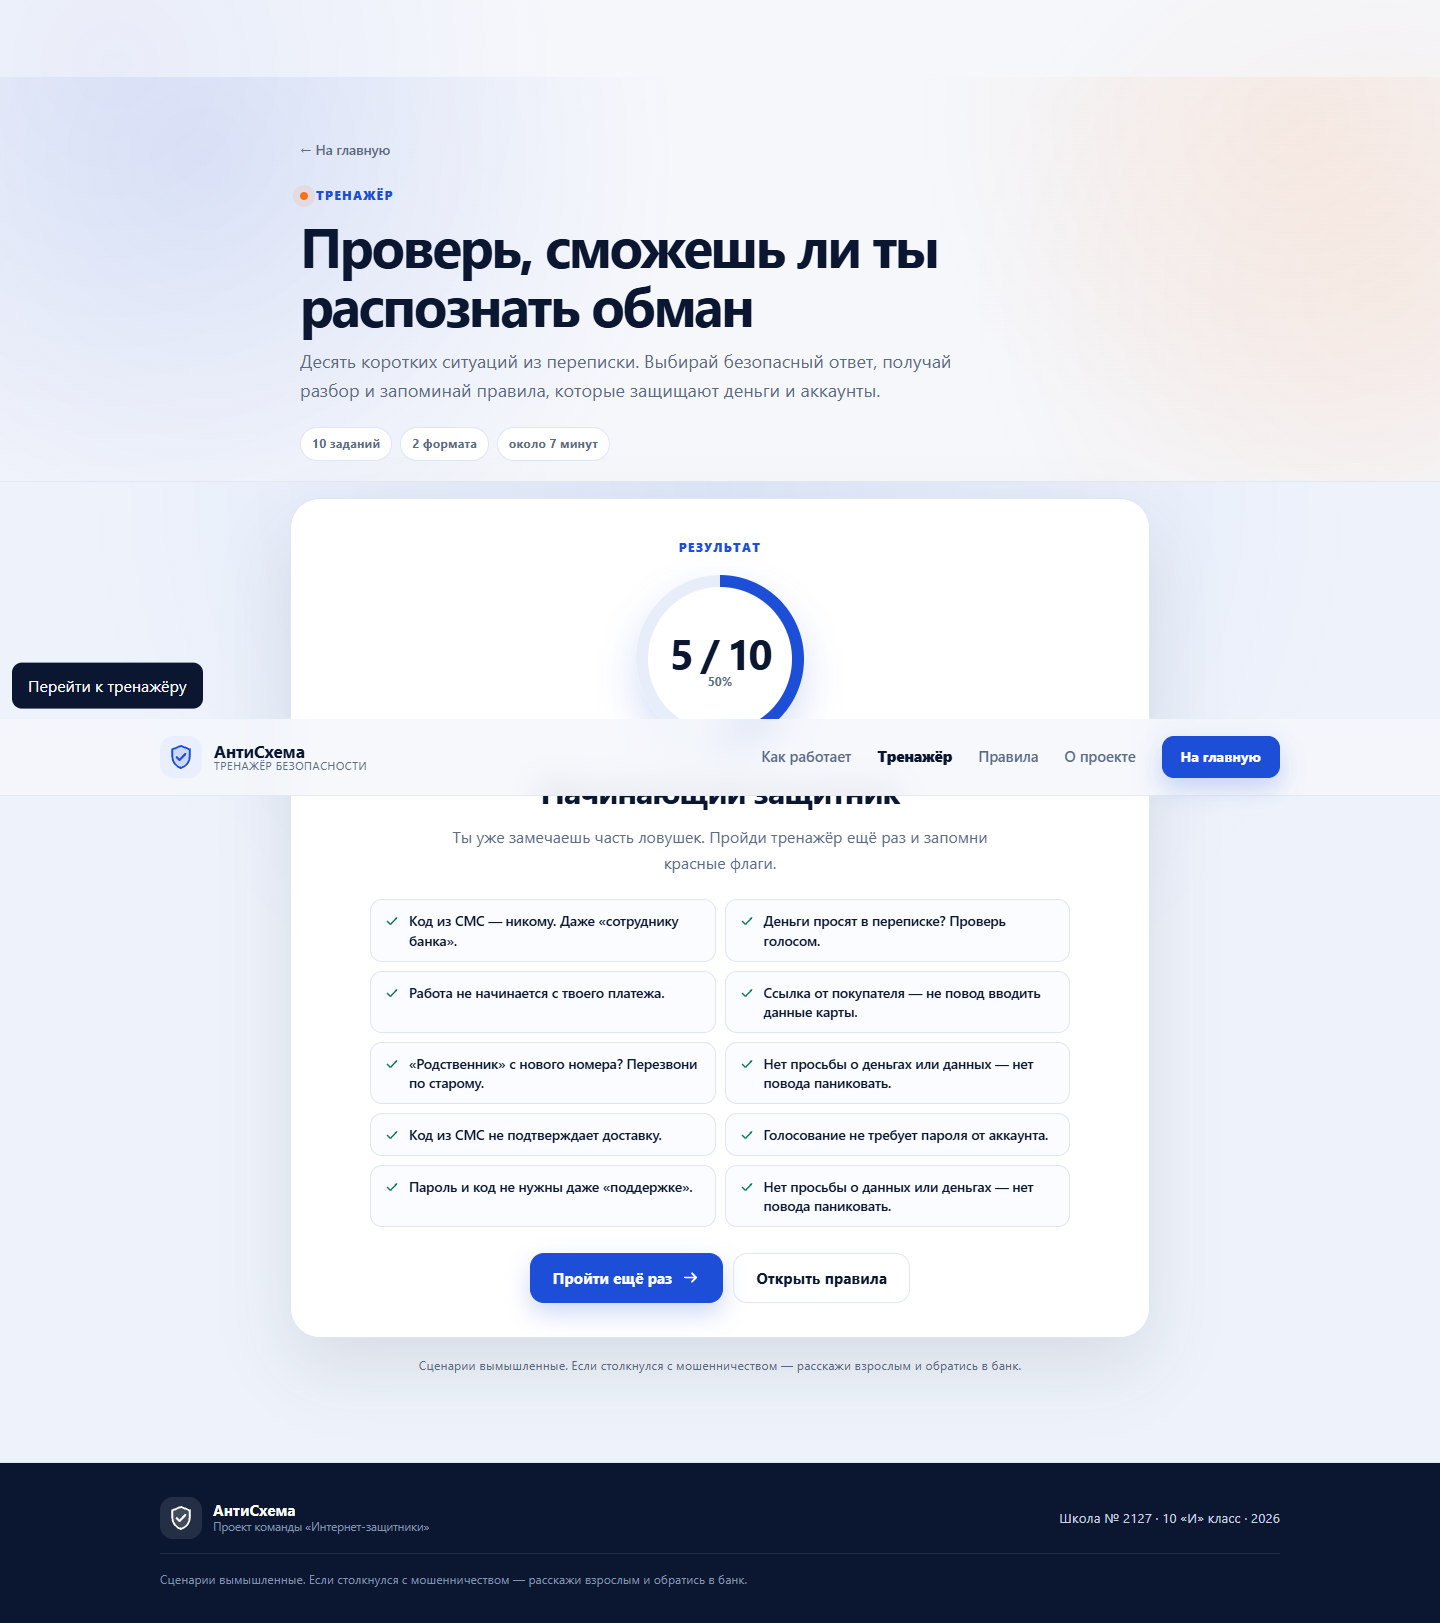 ← На главную
ТРЕНАЖЁР
Проверь, сможешь ли ты
распознать обман
Десять коротких ситуаций из переписки. Выбирай безопасный ответ, получай
разбор и запоминай правила, которые защищают деньги и аккаунты.
10 заданий
2 формата
около 7 минут
РЕЗУЛЬТАТ
5 / 10
50%
Перейти к тренажёру
АнтиСхема
ТРЕНАЖЁР БЕЗОПАСНОСТИ
Как работает
Тренажёр
Правила
О проекте
На главную
Начинающий защитник
Ты уже замечаешь часть ловушек. Пройди тренажёр ещё раз и запомни
красные флаги.
Код из СМС — никому. Даже «сотруднику
банка».
Деньги просят в переписке? Проверь
голосом.
Работа не начинается с твоего платежа.
Ссылка от покупателя — не повод вводить
данные карты.
«Родственник» с нового номера? Перезвони
по старому.
Нет просьбы о деньгах или данных — нет
повода паниковать.
Код из СМС не подтверждает доставку.
Голосование не требует пароля от аккаунта.
Пароль и код не нужны даже «поддержке».
Нет просьбы о данных или деньгах — нет
повода паниковать.
Пройти ещё раз →
Открыть правила
Сценарии вымышленные. Если столкнулся с мошенничеством — расскажи взрослым и обратись в банк.
АнтиСхема
Проект команды «Интернет-защитники»
Школа № 2127 · 10 «И» класс · 2026
Сценарии вымышленные. Если столкнулся с мошенничеством — расскажи взрослым и обратись в банк.